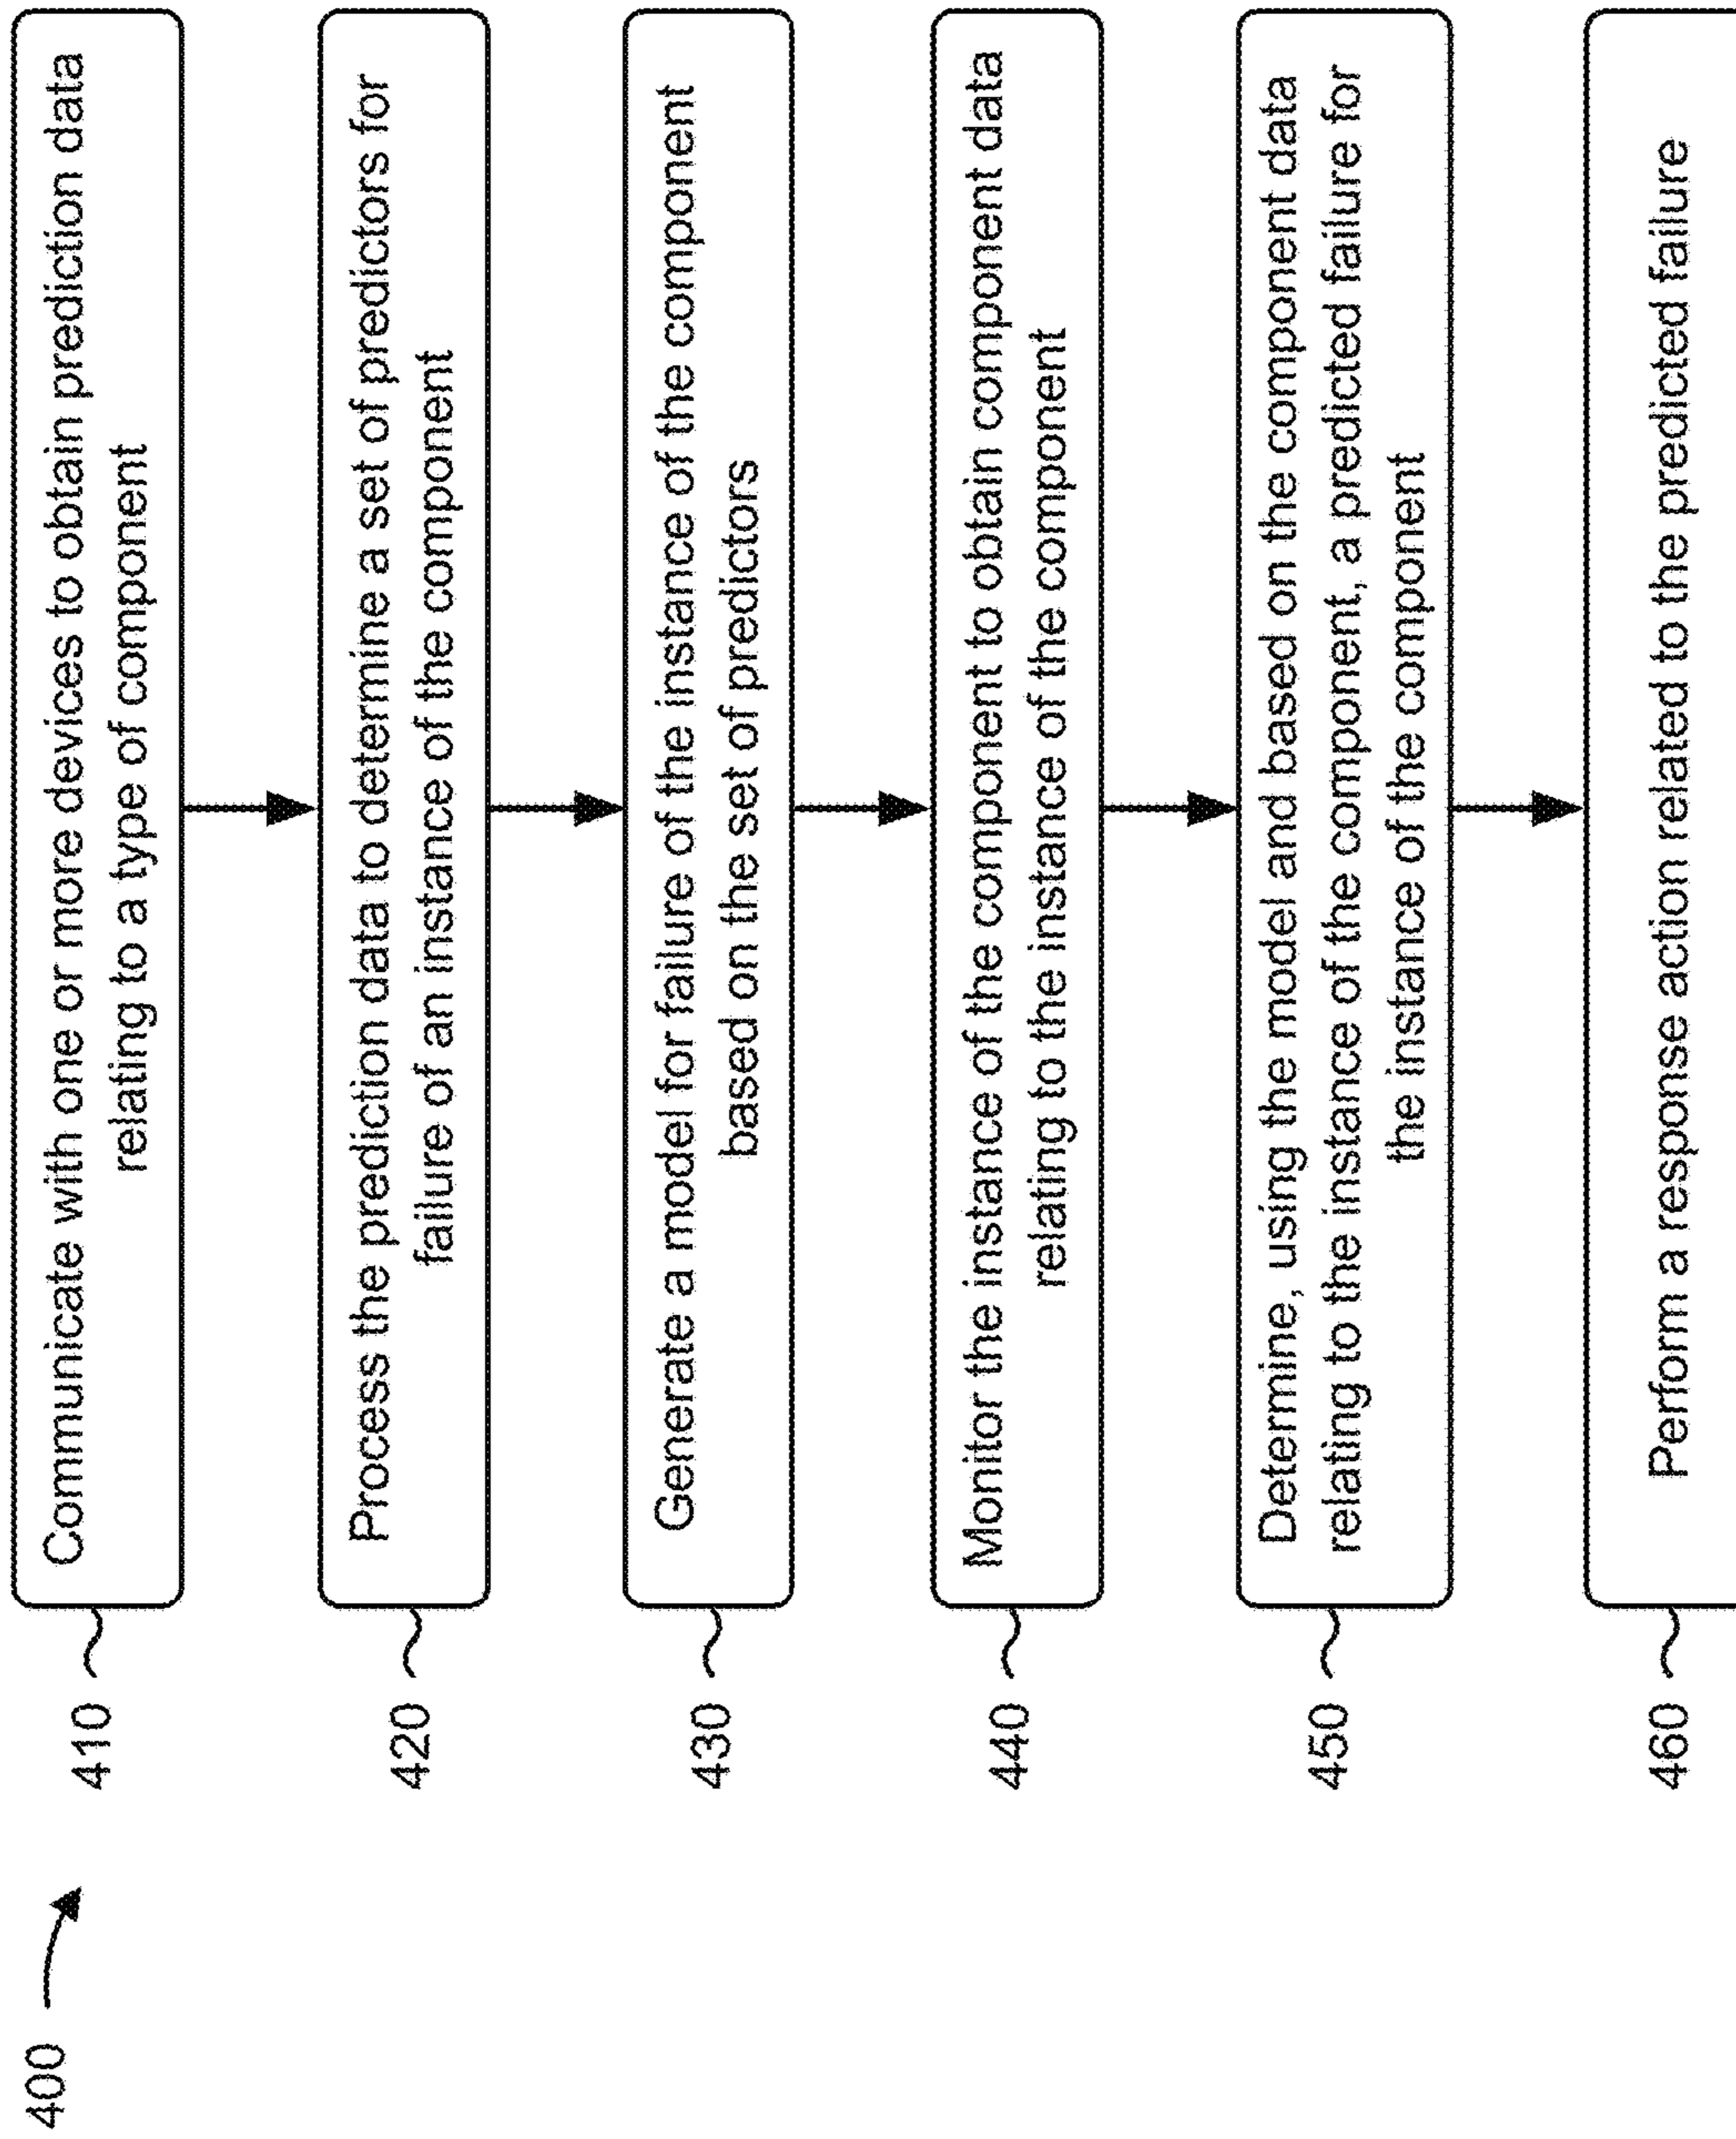 400
410
Communicate with one or more devices to obtain prediction data
relating to a type of component
420
Process the prediction data to determine a set of predictors for
failure of an instance of the component
430
Generate a model for failure of the instance of the component
based on the set of predictors
440
Monitor the instance of the component to obtain component data
relating to the instance of the component
450
Determine, using the model and based on the component data
relating to the instance of the component, a predicted failure for
the instance of the component
460
Perform a response action related to the predicted failure